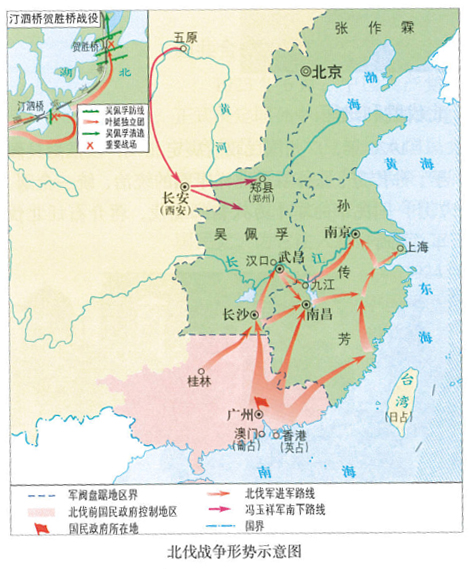 汀泗桥贺胜桥战役
贺胜桥
湖
北
汀泗桥
吴佩孚防线
叶挺独立团
吴佩孚溃逃
重要战场
五原
张作霖
北京
渤
海
黄
河
黄海
长安
(西安)
郑县
(郑州)
孙
吴佩孚
南京
上海
汉口
武昌
长
江
传
九江
东
海
长沙
南昌
芳
桂林
台
湾
(日占)
广州
澳门
(葡占)
香港
(英占)
南
海
军阀盘踞地区界
北伐军进军路线
北伐前国民政府控制地区
冯玉祥军南下路线
国民政府所在地
国界
北伐战争形势示意图